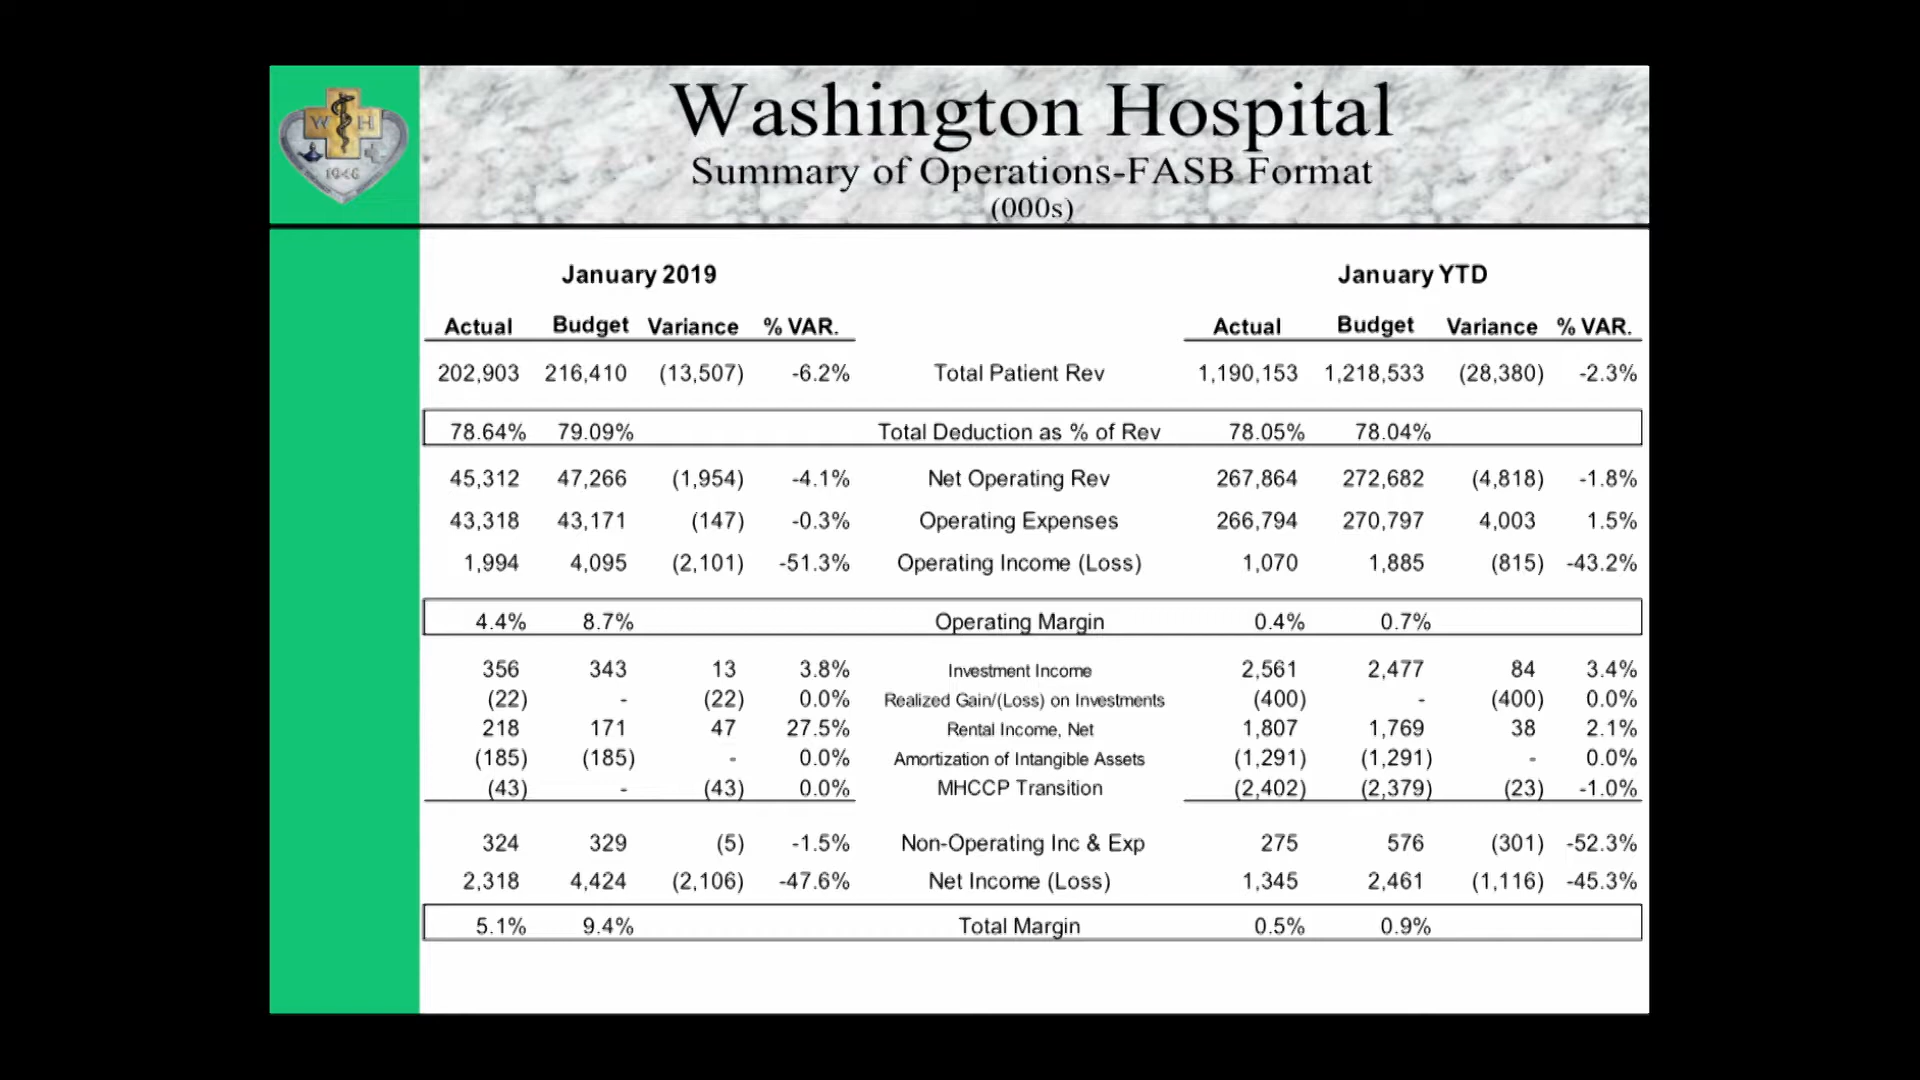 W H
1946
Washington Hospital
Summary of Operations-FASB Format
(000s)
January 2019 January YTD
Actual Budget Variance % VAR. Actual Budget Variance % VAR.
202,903 216,410 (13,507) -6.2% Total Patient Rev 1,190,153 1,218,533 (28,380) -2.3%
78.64% 79.09% Total Deduction as % of Rev 78.05% 78.04%
45,312 47,266 (1,954) -4.1% Net Operating Rev 267,864 272,682 (4,818) -1.8%
43,318 43,171 (147) -0.3% Operating Expenses 266,794 270,797 4,003 1.5%
1,994 4,095 (2,101) -51.3% Operating Income (Loss) 1,070 1,885 (815) -43.2%
4.4% 8.7% Operating Margin 0.4% 0.7%
356 343 13 3.8% Investment Income 2,561 2,477 84 3.4%
(22) - (22) 0.0% Realized Gain/(Loss) on Investments (400) - (400) 0.0%
218 171 47 27.5% Rental Income, Net 1,807 1,769 38 2.1%
(185) (185) - 0.0% Amortization of Intangible Assets (1,291) (1,291) - 0.0%
(43) - (43) 0.0% MHCCP Transition (2,402) (2,379) (23) -1.0%
324 329 (5) -1.5% Non-Operating Inc & Exp 275 576 (301) -52.3%
2,318 4,424 (2,106) -47.6% Net Income (Loss) 1,345 2,461 (1,116) -45.3%
5.1% 9.4% Total Margin 0.5% 0.9%